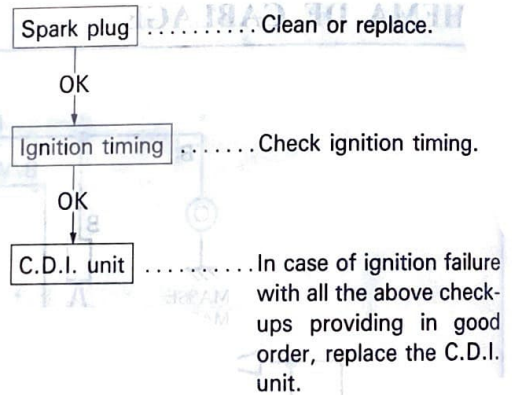 Spark plug .......... Clean or replace.
OK
Ignition timing ....... Check ignition timing.
OK
C.D.I. unit .......... In case of ignition failure
with all the above check-
ups providing in good
order, replace the C.D.I.
unit.